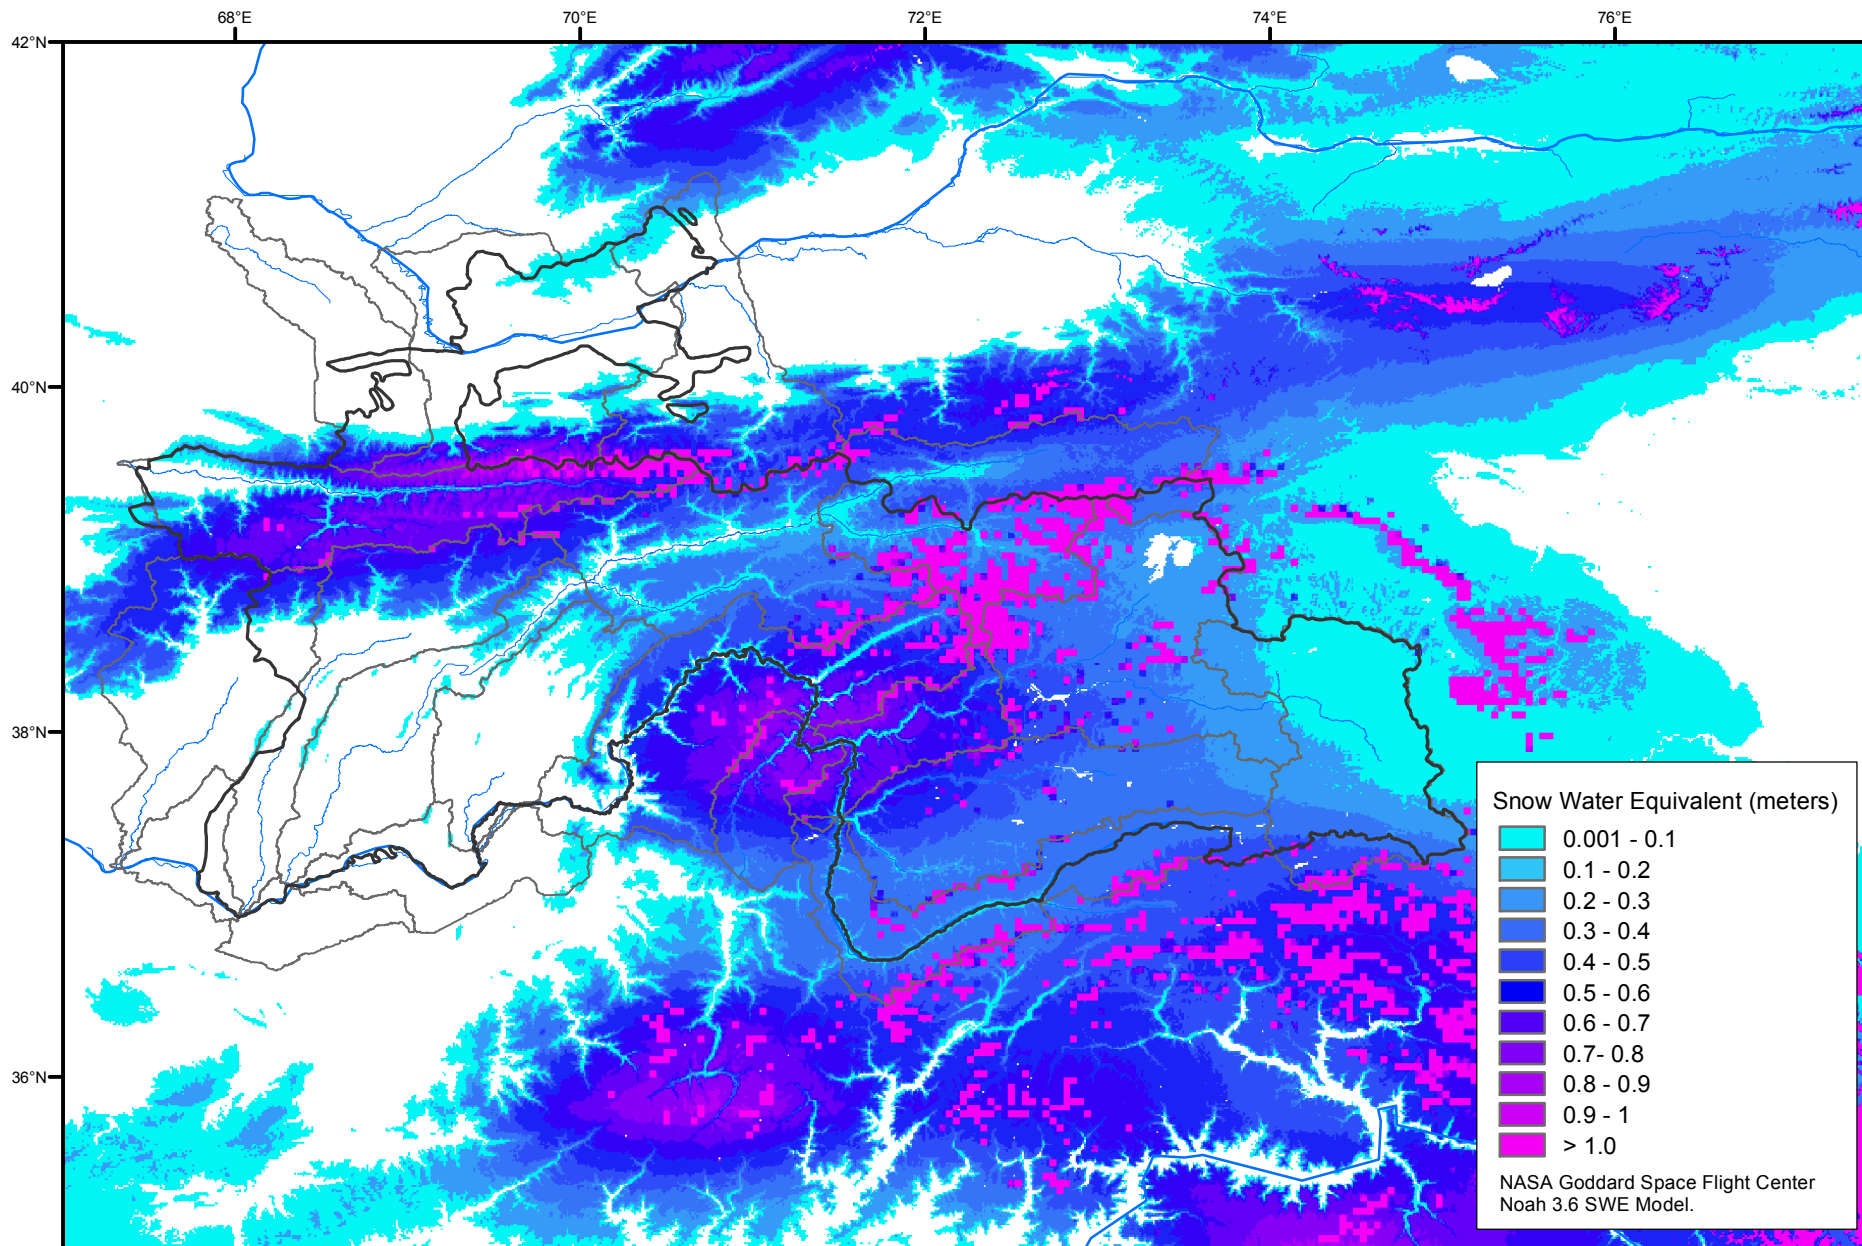 68°E
70°E
72°E
74°E
76°E
42°N
40°N
38°N
36°N
Snow Water Equivalent (meters)
0.001 - 0.1
0.1 - 0.2
0.2 - 0.3
0.3 - 0.4
0.4 - 0.5
0.5 - 0.6
0.6 - 0.7
0.7- 0.8
0.8 - 0.9
0.9 - 1
> 1.0
NASA Goddard Space Flight Center
Noah 3.6 SWE Model.